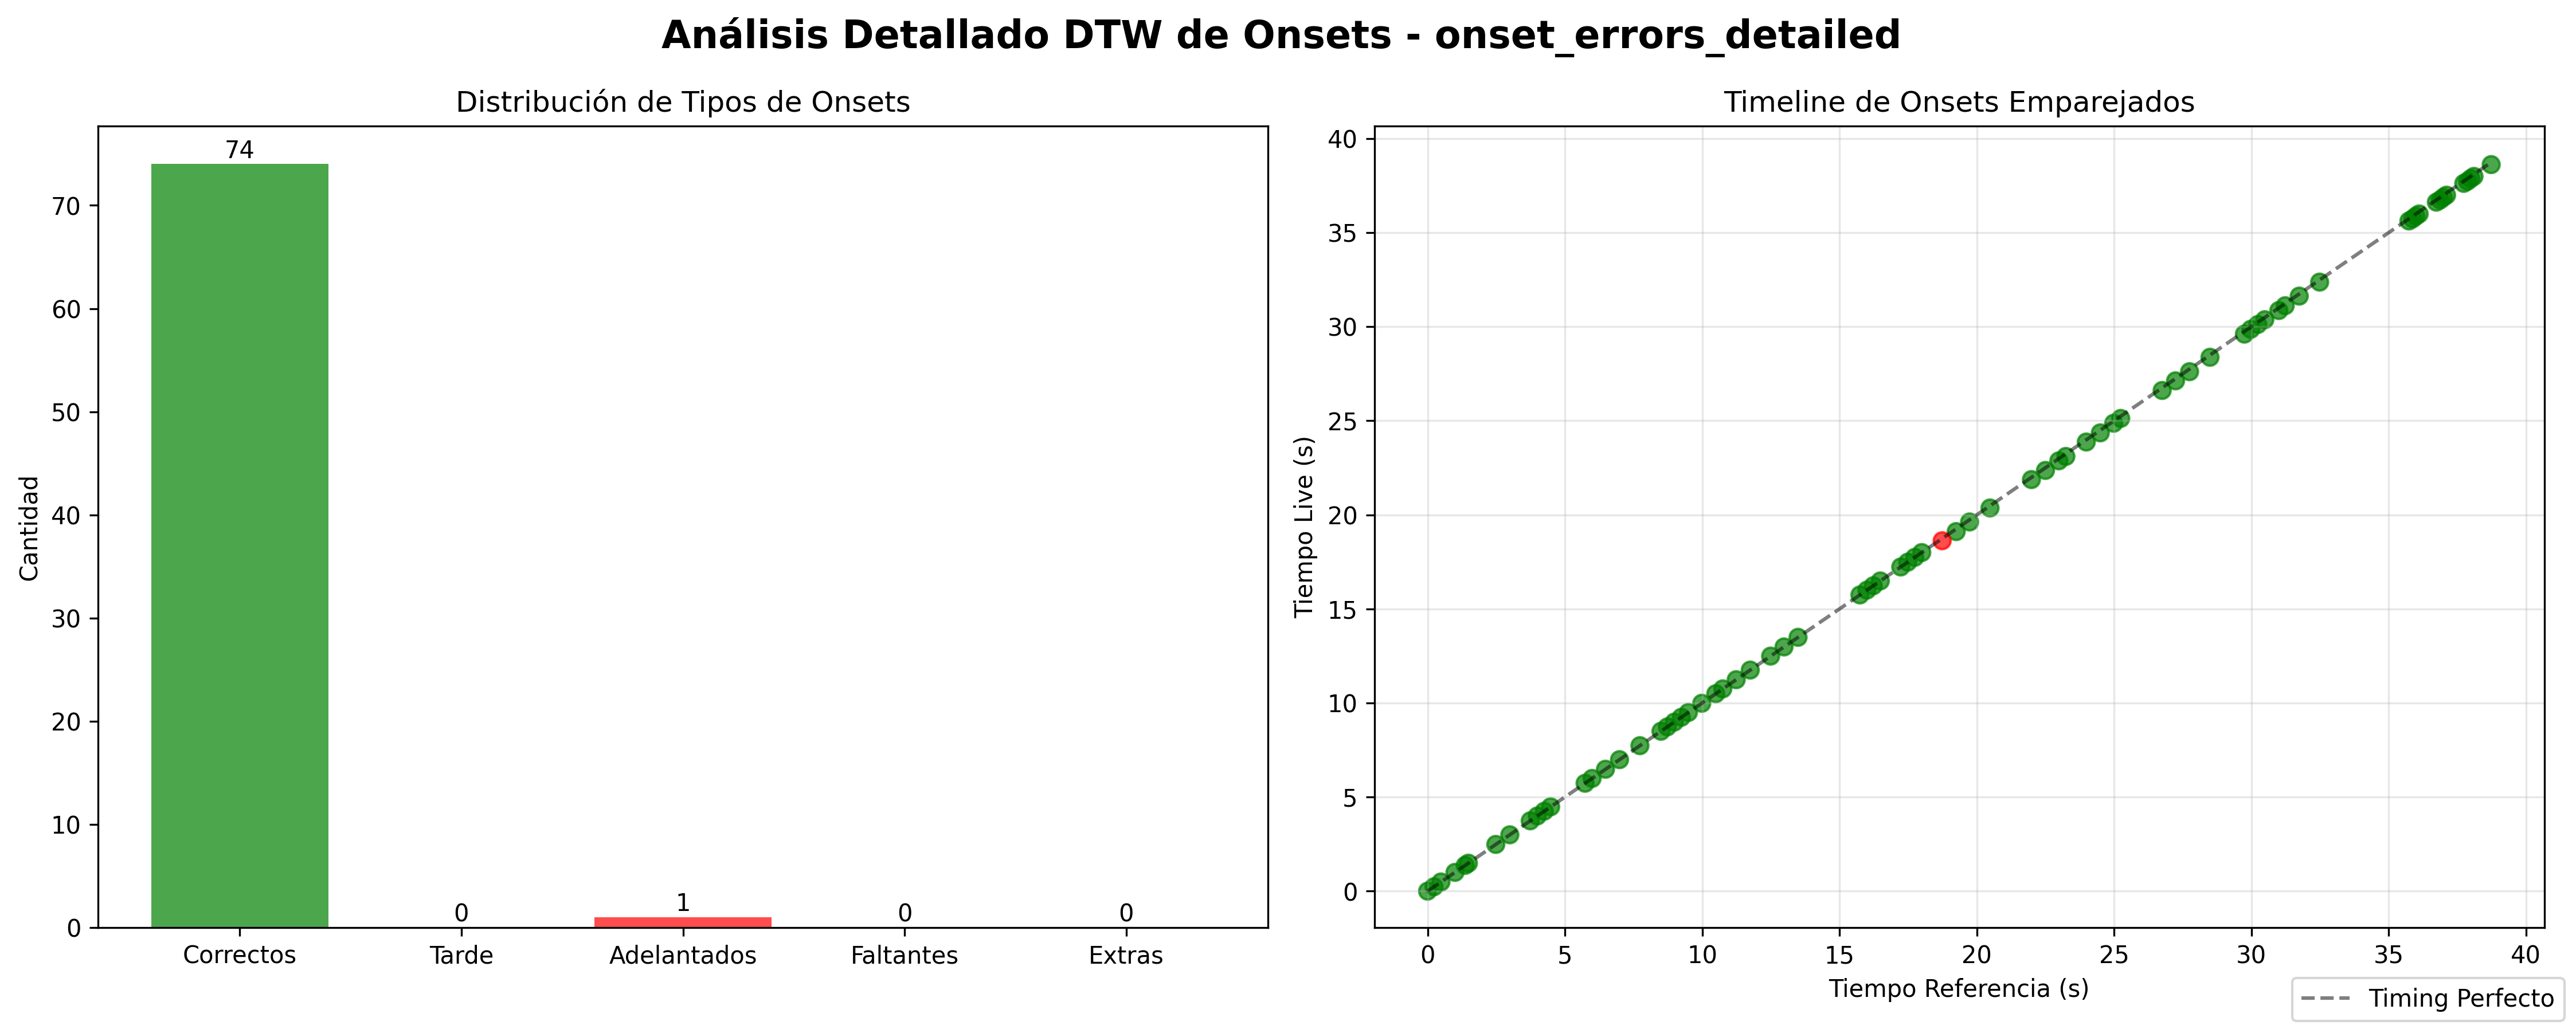 Análisis Detallado DTW de Onsets - onset_errors_detailed
Distribución de Tipos de Onsets
Cantidad
70
60
50
40
30
20
10
0
74
0
1
0
0
Correctos Tarde Adelantados Faltantes Extras
Timeline de Onsets Emparejados
Tiempo Live (s)
40
35
30
25
20
15
10
5
0
0 5 10 15 20 25 30 35 40
Tiempo Referencia (s)
Timing Perfecto